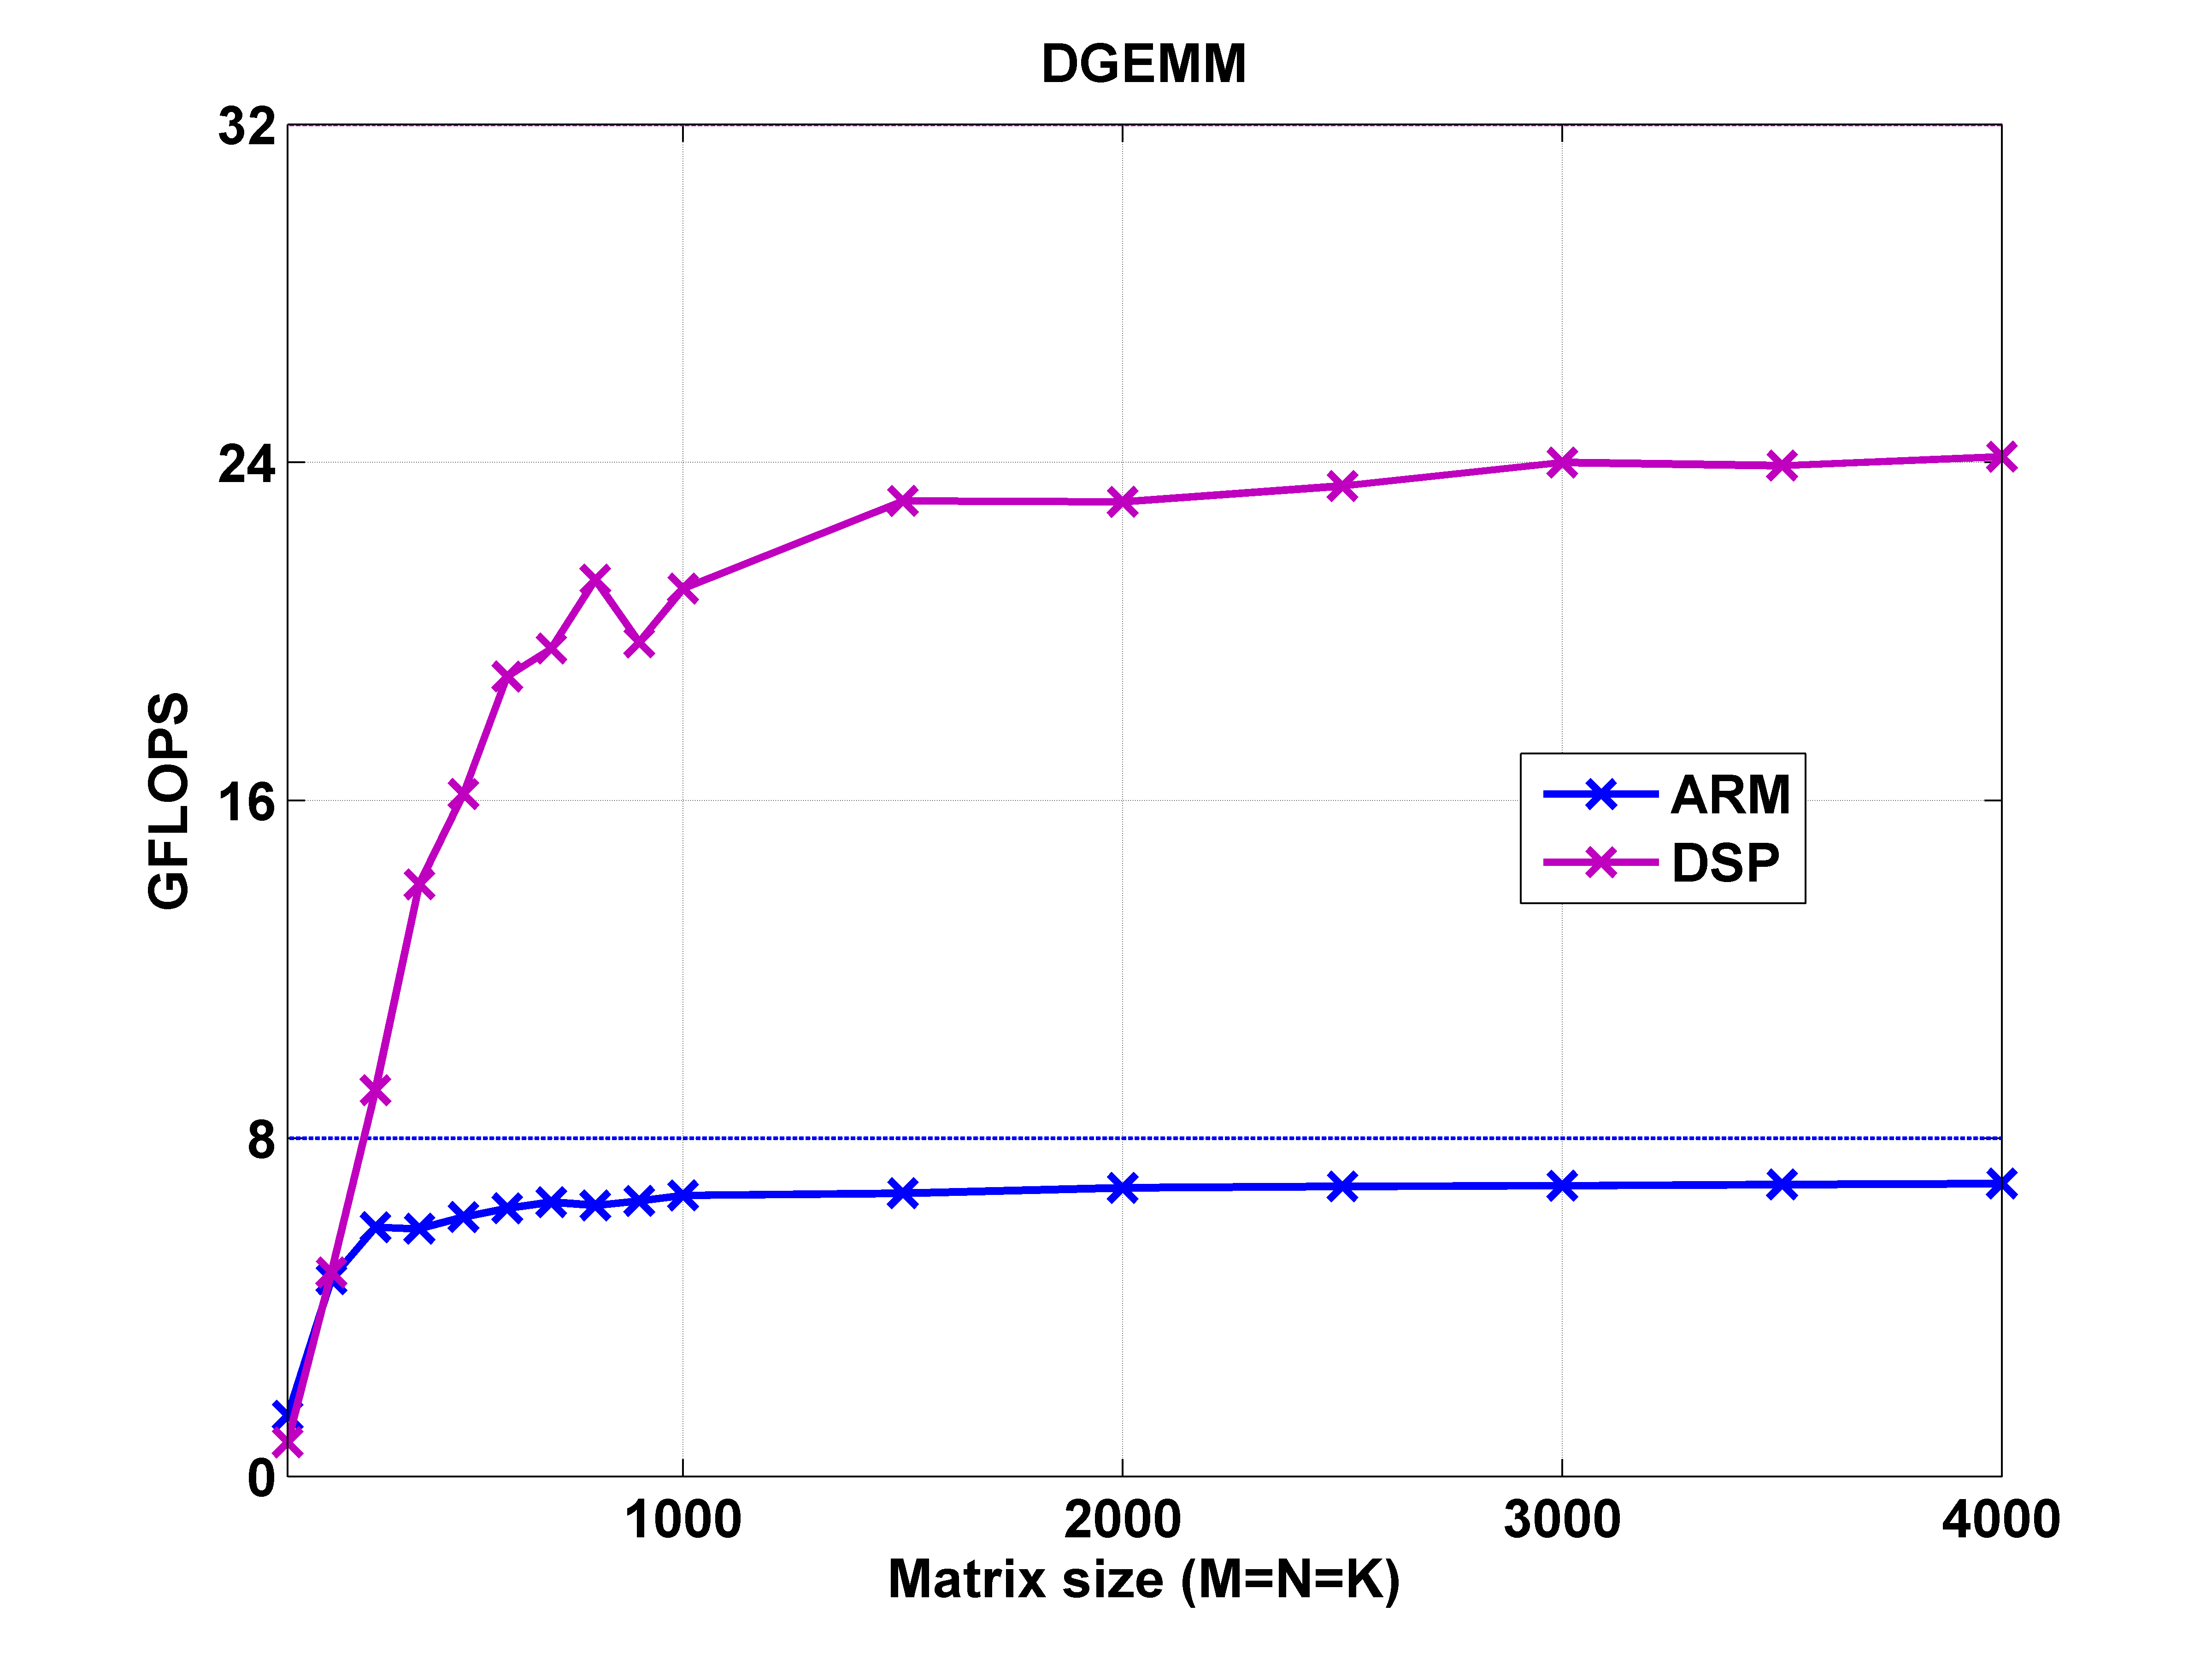 DGEMM
32
24
16
8
0
GFLOPS
ARM
DSP
1000 2000 3000 4000
Matrix size (M=N=K)